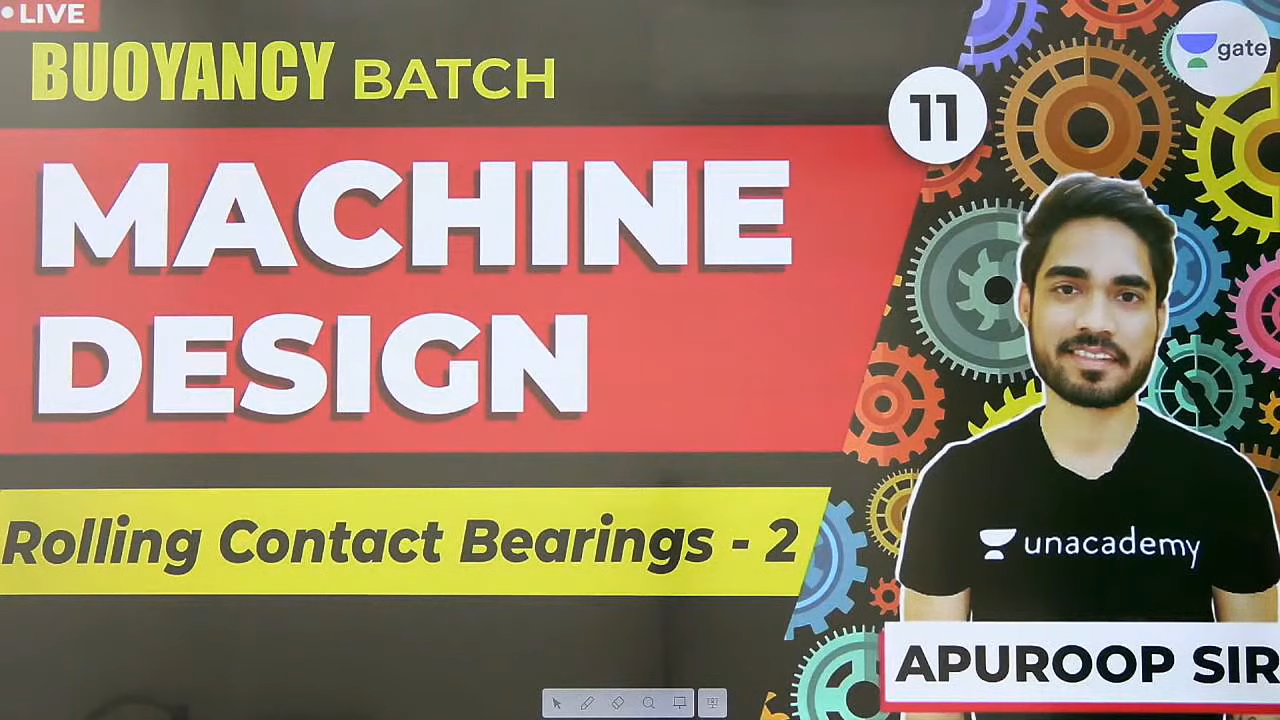 • LIVE
BUOYANCY BATCH
MACHINE
DESIGN
Rolling Contact Bearings - 2
11
gate
unacademy
APUROOP SIR